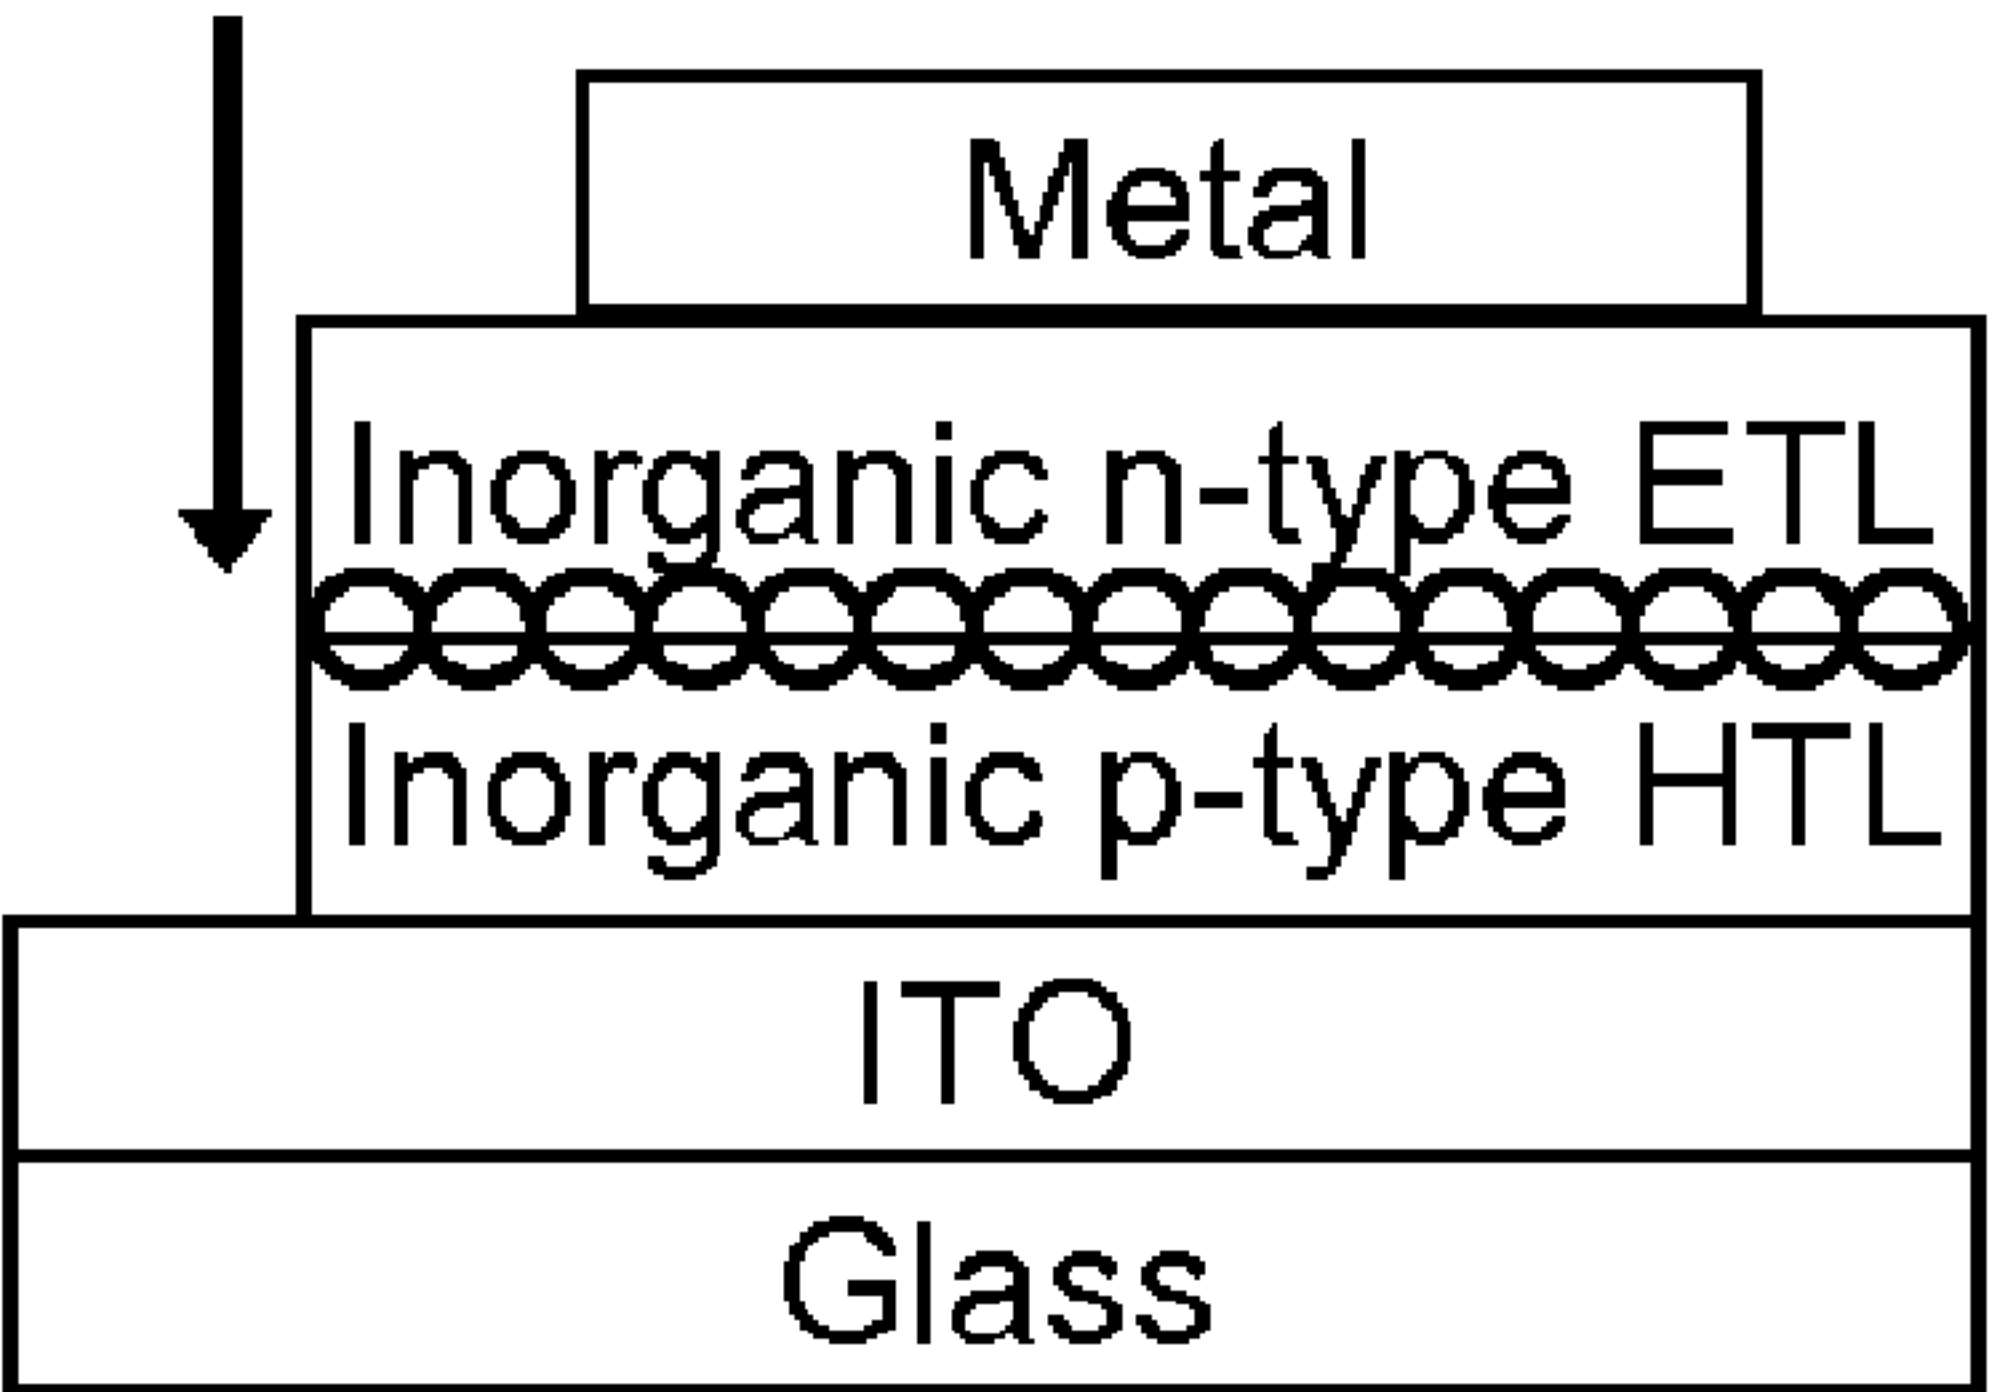 Metal
Inorganic n-type ETL
Inorganic p-type HTL
ITO
Glass